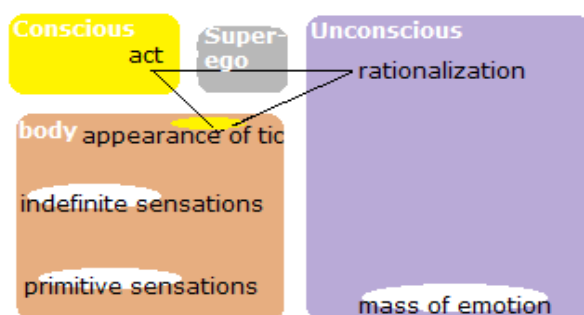 Conscious
act
Super-
ego
Unconscious
rationalization
body
appearance of tic
indefinite sensations
primitive sensations
mass of emotion